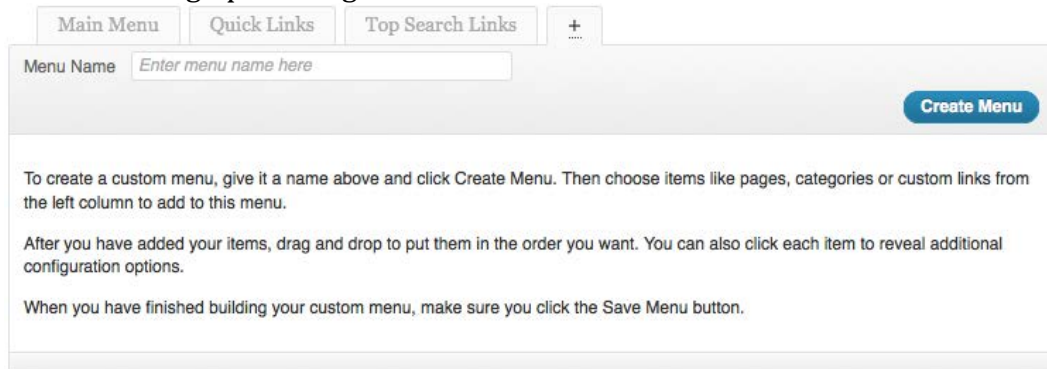 Main Menu Quick Links Top Search Links +
Menu Name Enter menu name here
Create Menu
To create a custom menu, give it a name above and click Create Menu. Then choose items like pages, categories or custom links from
the left column to add to this menu.
After you have added your items, drag and drop to put them in the order you want. You can also click each item to reveal additional
configuration options.
When you have finished building your custom menu, make sure you click the Save Menu button.